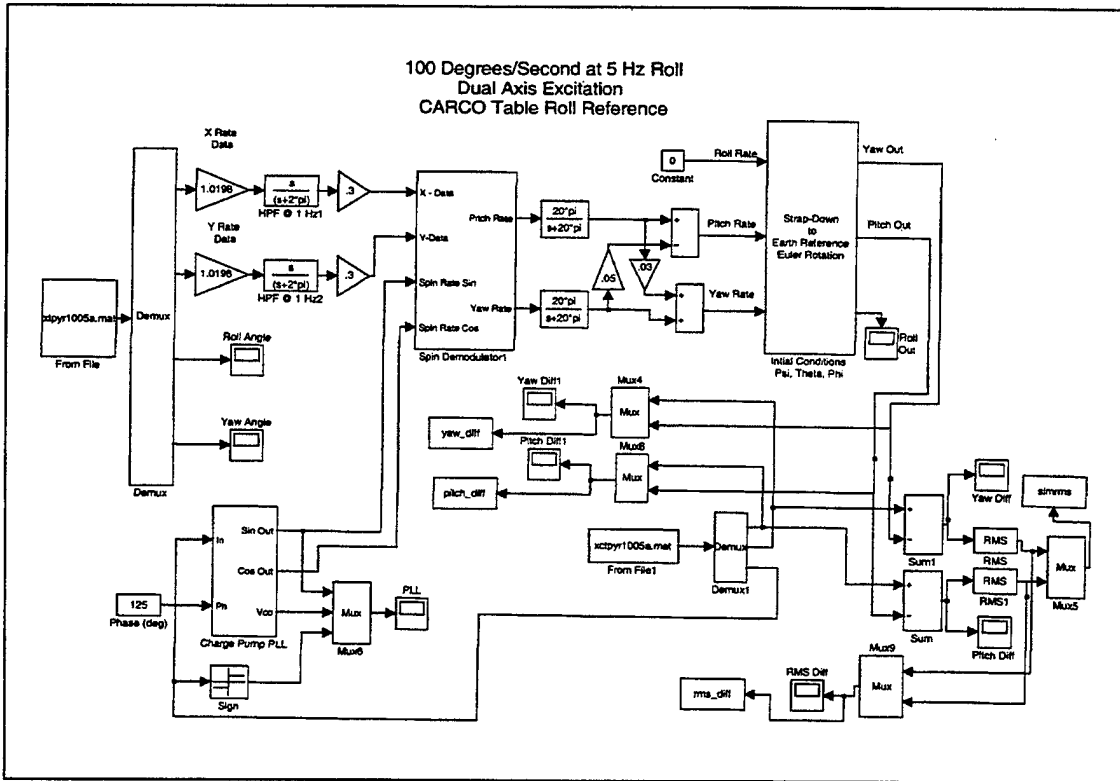 100 Degrees/Second at 5 Hz Roll
Dual Axis Excitation
CARCO Table Roll Reference
X Rate
Data
1.0198
s
(s+2*pi)
HPF @ 1 Hz1
.3
Y Rate
Data
1.0198
s
(s+2*pi)
HPF @ 1 Hz2
.3
xctpyr1005a.mat
From File
Demux
Demux
Roll Angle
Yaw Angle
X - Data
Y-Data
Spin Rate Sin
Spin Rate Cos
Pitch Rate
Yaw Rate
Spin Demodulator1
20*pi
s+20*pi
20*pi
s+20*pi
.05
.03
+
-
+
+
0
Constant
Roll Rate
Pitch Rate
Yaw Rate
Strap-Down
to
Earth Reference
Euler Rotation
Intial Conditions
Psi, Theta, Phi
Yaw Out
Pitch Out
Roll
Out
Yaw Diff1
Mux4
Mux
yaw_diff
Pitch Diff1
Mux8
Mux
pitch_diff
xctpyr1005a.mat
From File1
Demux
Demux1
+
-
Sum1
+
-
Sum
Yaw Diff
RMS
RMS
RMS
RMS1
Pitch Diff
simrms
Mux
Mux5
Mux9
Mux
RMS Diff
rms_diff
125
Phase (deg)
In
Ph
Sin Out
Cos Out
Vco
Charge Pump PLL
Mux
Mux6
PLL
Sign